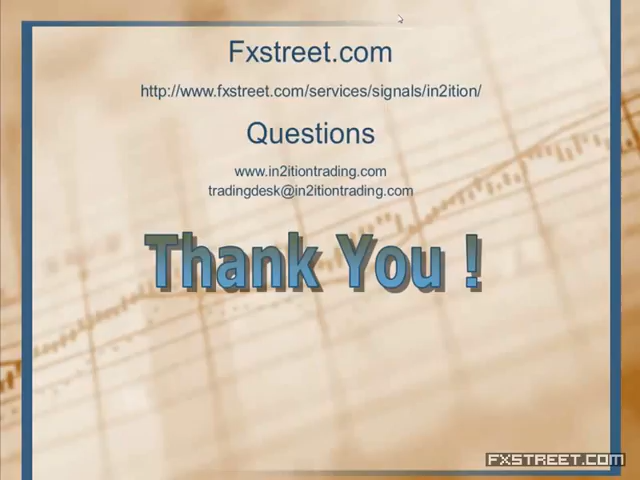 Fxstreet.com
http://www.fxstreet.com/services/signals/in2ition/
Questions
www.in2itiontrading.com
tradingdesk@in2itiontrading.com
Thank You !
FXSTREET.COM